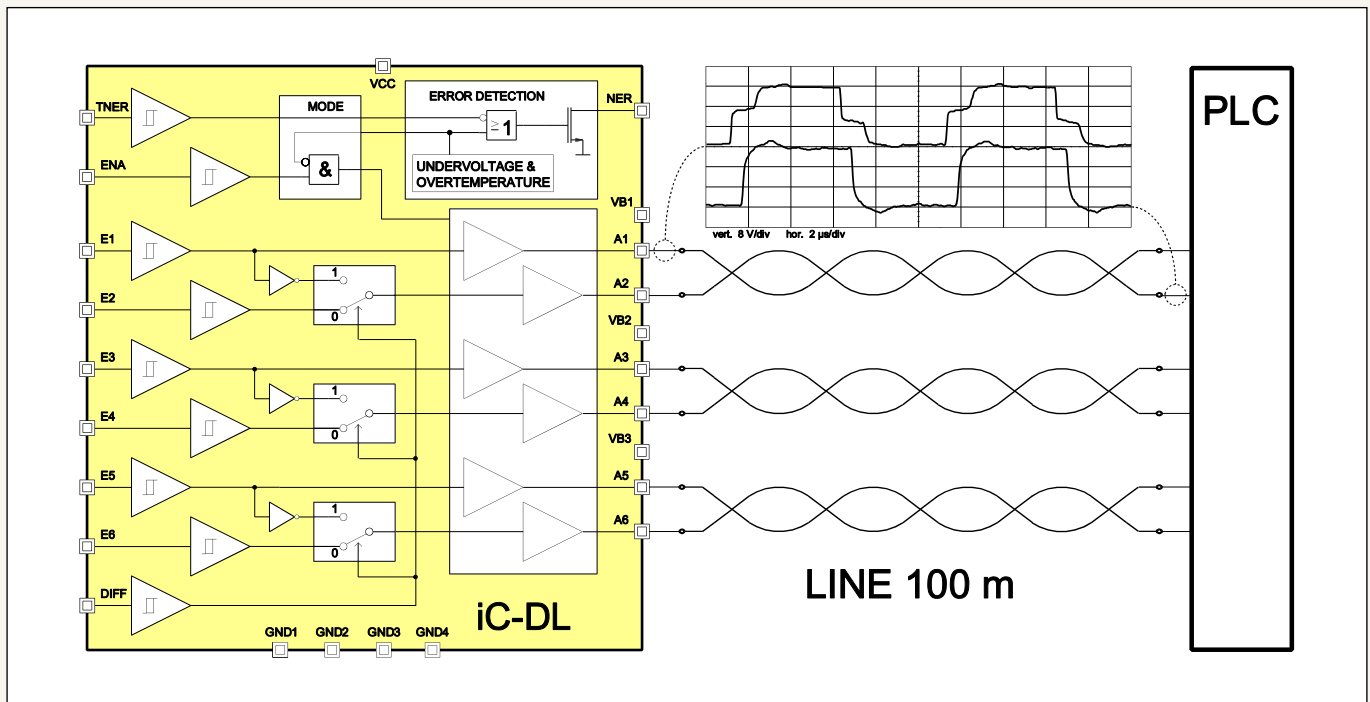 VCC
TNER
MODE
ERROR DETECTION
NER
≥1
ENA
&
UNDERVOLTAGE &
OVERTEMPERATURE
PLC
VB1
vert. 8 V/div hor. 2 µs/div
E1
A1
1
E2
0
A2
VB2
E3
A3
1
E4
0
A4
VB3
E5
A5
1
E6
0
A6
DIFF
LINE 100 m
iC-DL
GND1 GND2 GND3 GND4